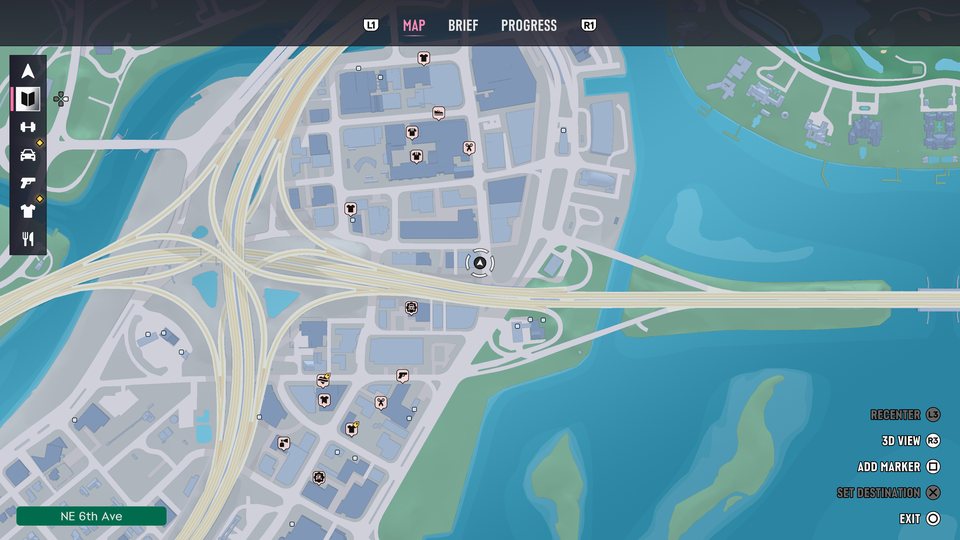 L1 MAP BRIEF PROGRESS R1
RECENTER L3
3D VIEW R3
ADD MARKER
SET DESTINATION
EXIT
NE 6th Ave